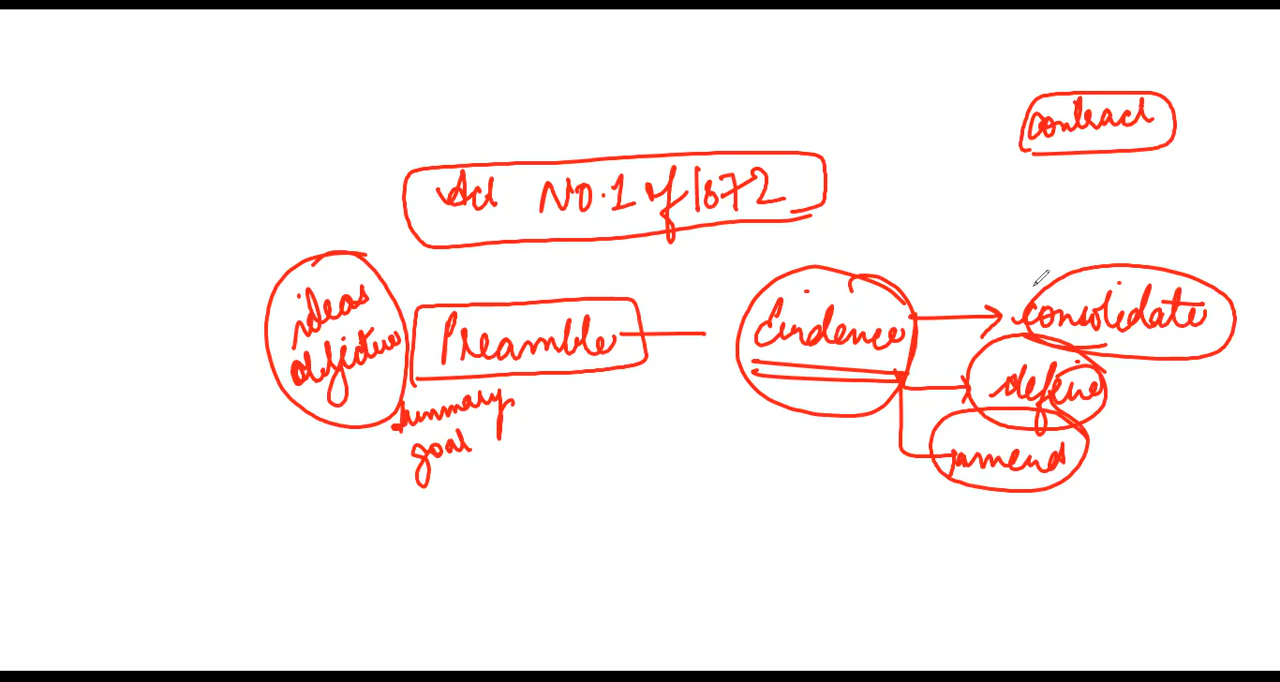 contract
Act NO.1 of 1872
ideas
objective
Preamble
summary
goal
Evidence
consolidate
define
amend